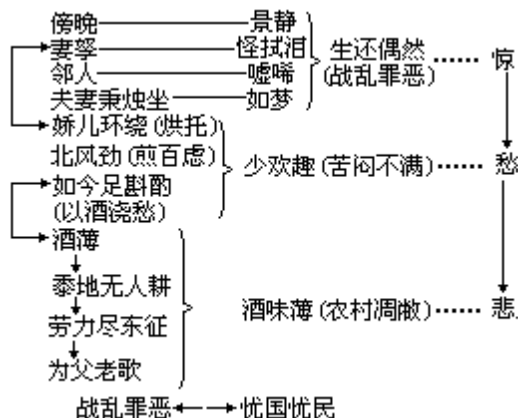 傍晚 景静
妻孥 怪拭泪 生还偶然 …… 惊
邻人 嘘唏 (战乱罪恶)
夫妻秉烛坐 如梦
娇儿环绕 (烘托)
北风劲 (煎百虑) 少欢趣 (苦闷不满) …… 愁
如今足斟酌
(以酒浇愁)
酒薄
黍地无人耕
酒味薄 (农村凋敝) …… 悲
劳力尽东征
为父老歌
战乱罪恶 忧国忧民